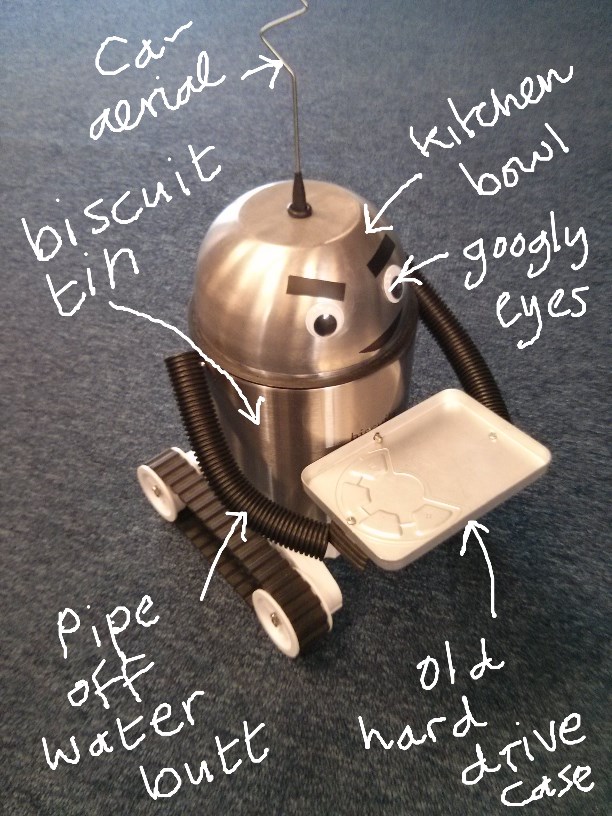 Car
aerial
kitchen
bowl
biscuit
tin
googly
eyes
Pipe
off
water
butt
old
hard
drive
case